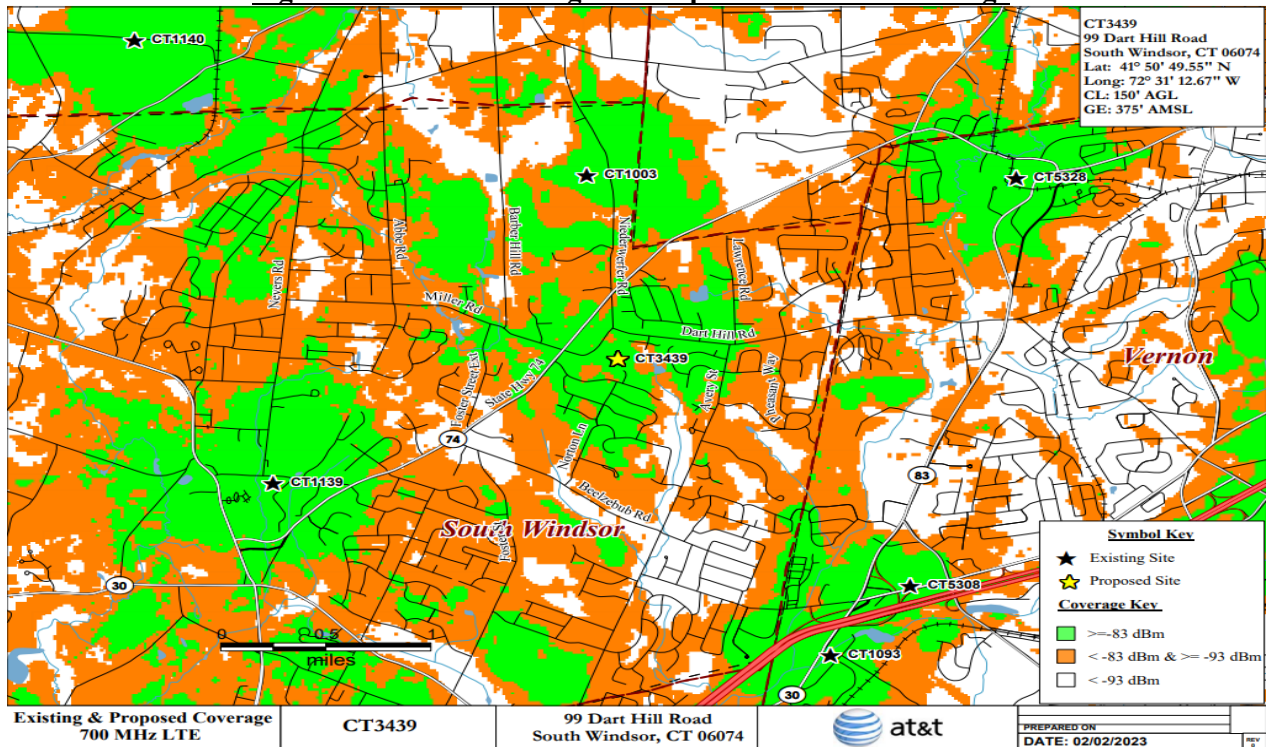 CT3439
99 Dart Hill Road
South Windsor, CT 06074
Lat: 41° 50' 49.55" N
Long: 72° 31' 12.67" W
CL: 150' AGL
GE: 375' AMSL
CT1140
CT1003
CT5328
Abbe Rd
Barber Hill Rd
Niederwerfer Rd
Lawrence Rd
Neyers Rd
Miller Rd
Dart Hill Rd
CT3439
Vernon
State Hwy 74
Avery St
Pheasant Way
74
Norton Ln
83
CT1139
Beelzebub Rd
South Windsor
30
CT5308
CT1093
30
0 0.5 1
miles
Symbol Key
Existing Site
Proposed Site
Coverage Key
>=-83 dBm
< -83 dBm & >= -93 dBm
< -93 dBm
Existing & Proposed Coverage
700 MHz LTE
CT3439
99 Dart Hill Road
South Windsor, CT 06074
at&t
PREPARED ON
DATE: 02/02/2023
REV